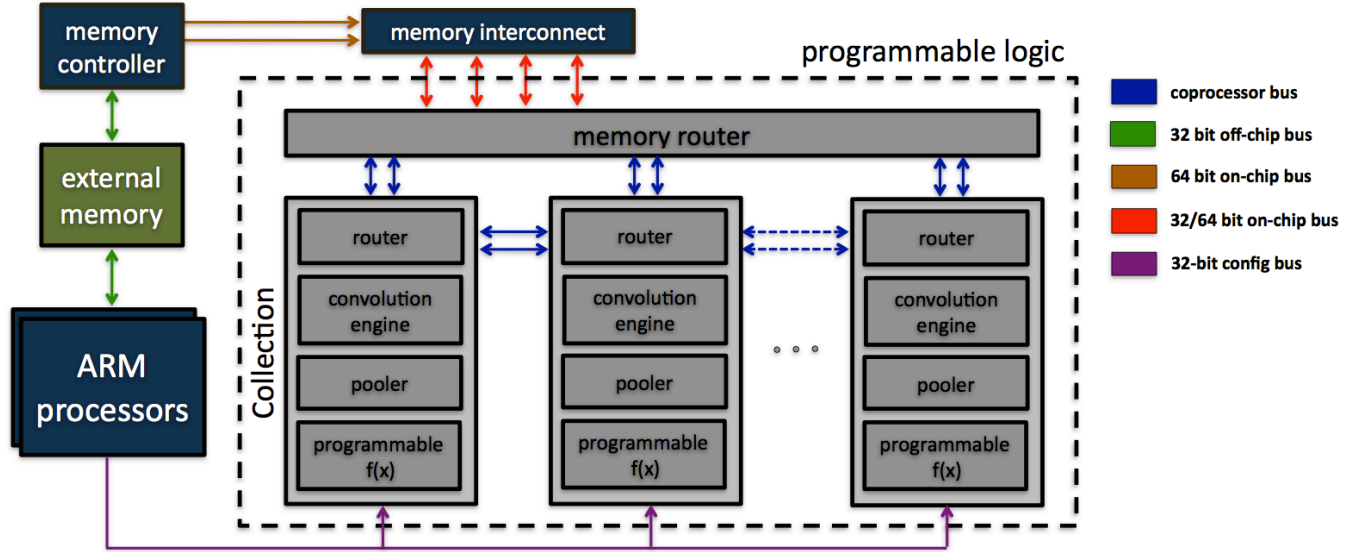 memory
controller
memory interconnect
programmable logic
coprocessor bus
32 bit off-chip bus
64 bit on-chip bus
32/64 bit on-chip bus
32-bit config bus
external
memory
ARM
processors
memory router
Collection
router
convolution
engine
pooler
programmable
f(x)
router
convolution
engine
pooler
programmable
f(x)
router
convolution
engine
pooler
programmable
f(x)